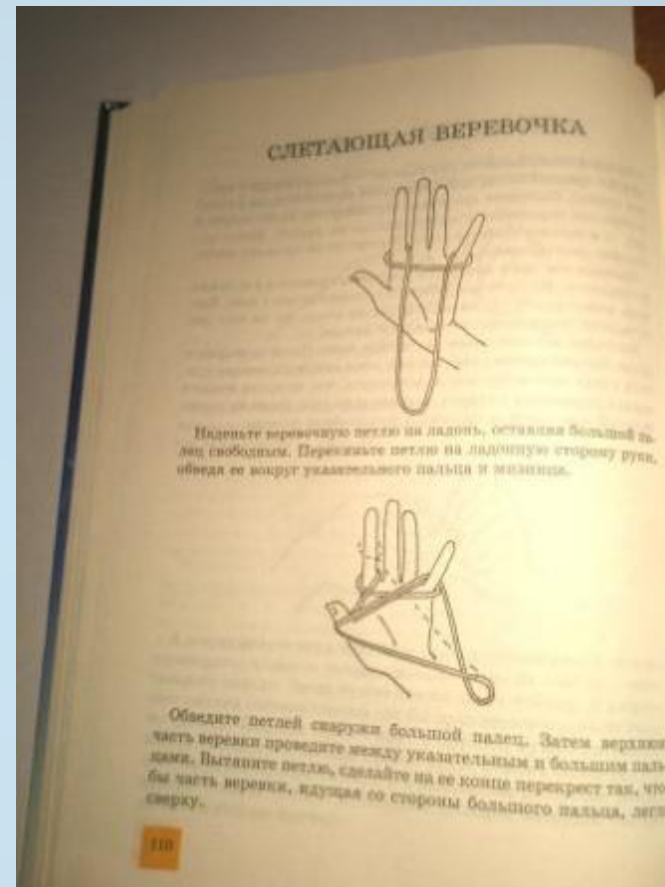 СЛЕТАЮЩАЯ ВЕРЕВОЧКА
Наденьте веревочную петлю на ладонь, оставляя большой па-
лец свободным. Перекиньте петлю на ладонную сторону руки,
обведя ее вокруг указательного пальца и мизинца.
Обведите петлей снаружи большой палец. Затем верхнюю
часть веревки проведите между указательным и большим паль-
цами. Вытяните петлю, сделайте на ее конце перекрест так, что
бы часть веревки, идущая со стороны большого пальца, легла
сверху.
110